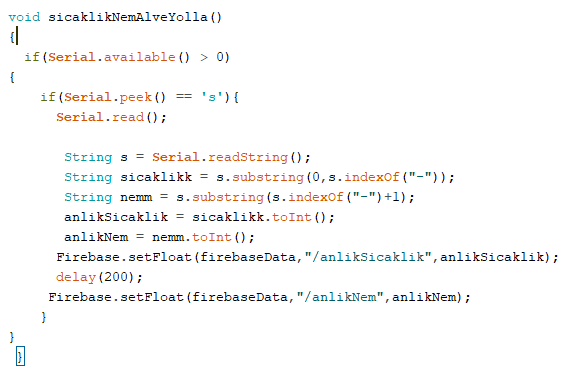 void sicaklikNemAlveYolla()
{
if(Serial.available() > 0)
{
if(Serial.peek() == 's'){
Serial.read();
String s = Serial.readString();
String sicaklikk = s.substring(0,s.indexOf("-"));
String nemm = s.substring(s.indexOf("-")+1);
anlikSicaklik = sicaklikk.toInt();
anlikNem = nemm.toInt();
Firebase.setFloat(firebaseData,"/anlikSicaklik",anlikSicaklik);
delay(200);
Firebase.setFloat(firebaseData,"/anlikNem",anlikNem);
}
}
}